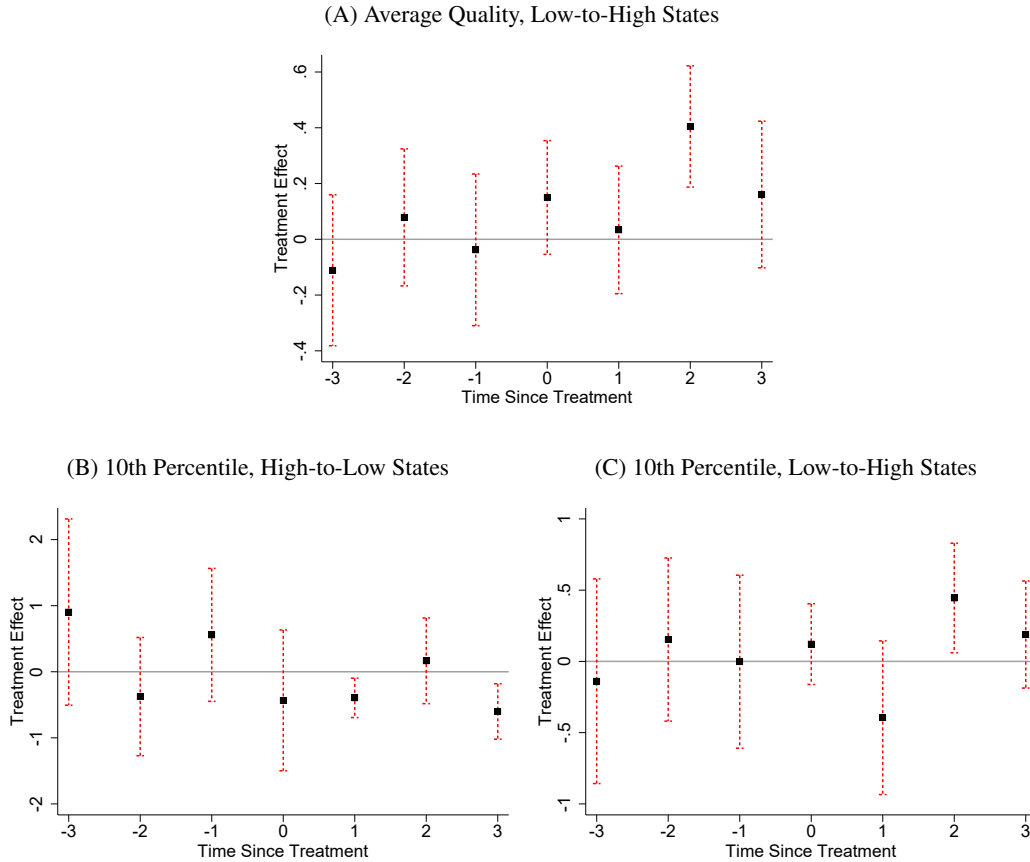 (A) Average Quality, Low-to-High States
Treatment Effect
.6
.4
.2
0
-.2
-.4
-3 -2 -1 0 1 2 3
Time Since Treatment
(B) 10th Percentile, High-to-Low States
Treatment Effect
2
1
0
-1
-2
-3 -2 -1 0 1 2 3
Time Since Treatment
(C) 10th Percentile, Low-to-High States
Treatment Effect
1
.5
0
-.5
-1
-3 -2 -1 0 1 2 3
Time Since Treatment